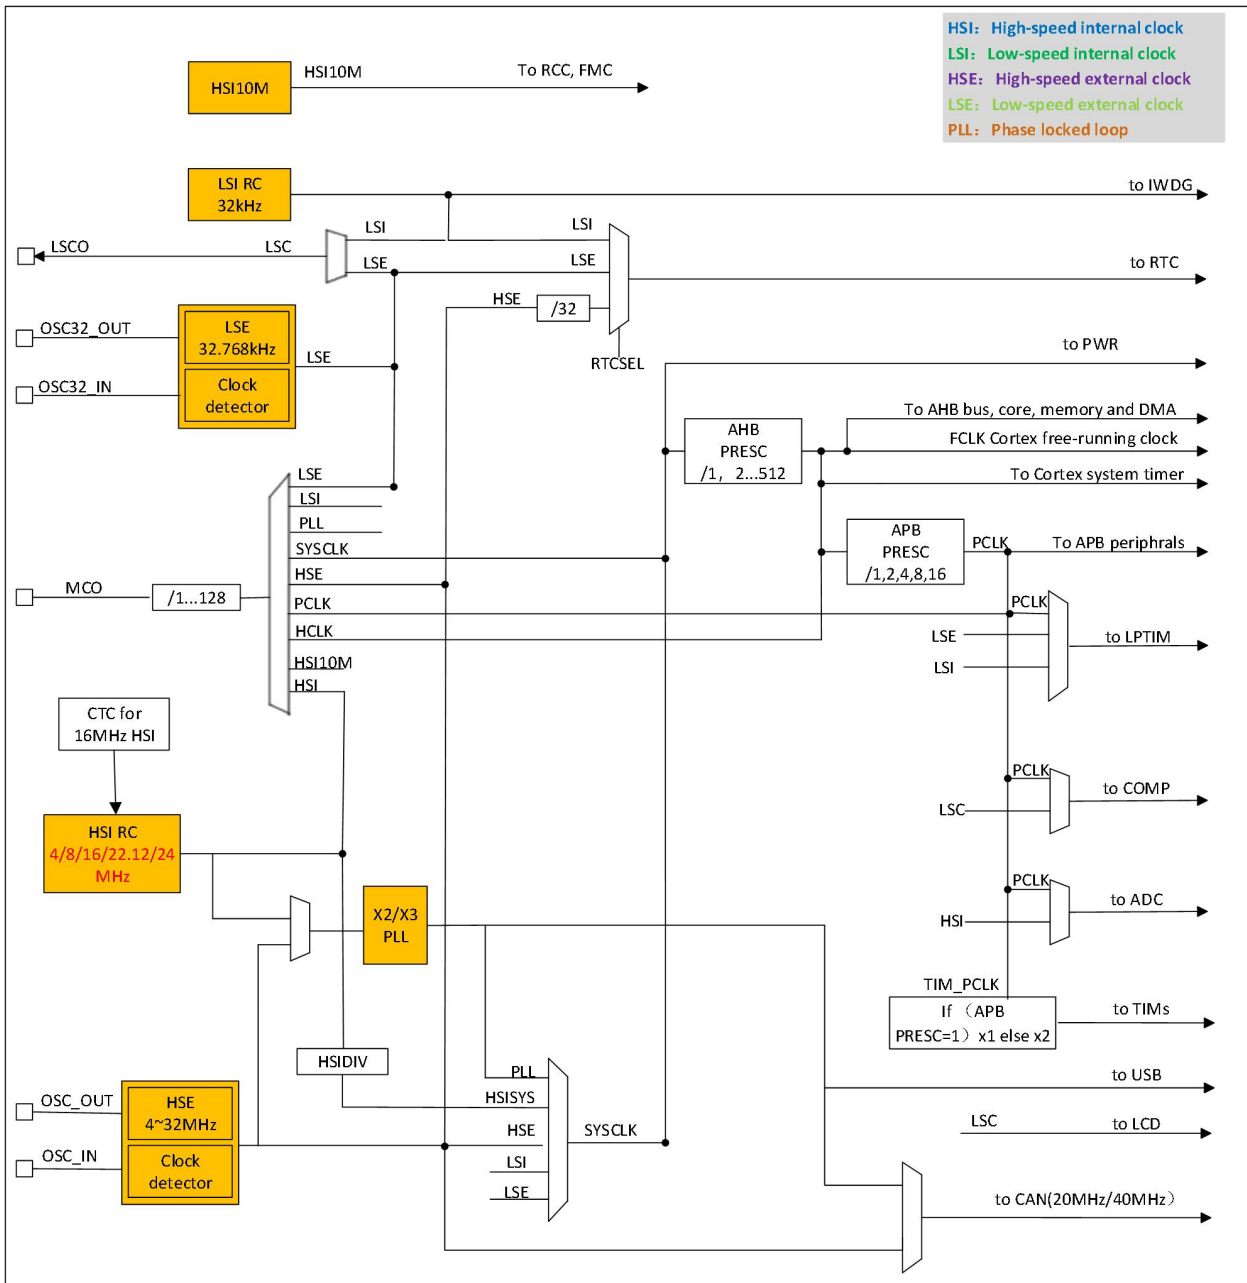 HSI： High-speed internal clock
LSI： Low-speed internal clock
HSE： High-speed external clock
LSE： Low-speed external clock
PLL： Phase locked loop
HSI10M
HSI10M
To RCC, FMC
LSI RC
32kHz
to IWDG
LSCO
LSC
LSI
LSE
LSI
LSE
HSE
/32
to RTC
RTCSEL
OSC32_OUT
OSC32_IN
LSE
32.768kHz
Clock
detector
LSE
to PWR
AHB
PRESC
/1，2...512
To AHB bus, core, memory and DMA
FCLK Cortex free-running clock
To Cortex system timer
APB
PRESC
/1,2,4,8,16
PCLK
To APB periphrals
MCO
/1...128
LSE
LSI
PLL
SYSCLK
HSE
PCLK
HCLK
HSI10M
HSI
PCLK
LSE
LSI
to LPTIM
CTC for
16MHz HSI
HSI RC
4/8/16/22.12/24
MHz
PCLK
LSC
to COMP
X2/X3
PLL
PCLK
HSI
to ADC
TIM_PCLK
If （APB
PRESC=1）x1 else x2
to TIMs
HSIDIV
to USB
LSC
to LCD
OSC_OUT
OSC_IN
HSE
4~32MHz
Clock
detector
PLL
HSISYS
HSE
LSI
LSE
SYSCLK
to CAN(20MHz/40MHz）